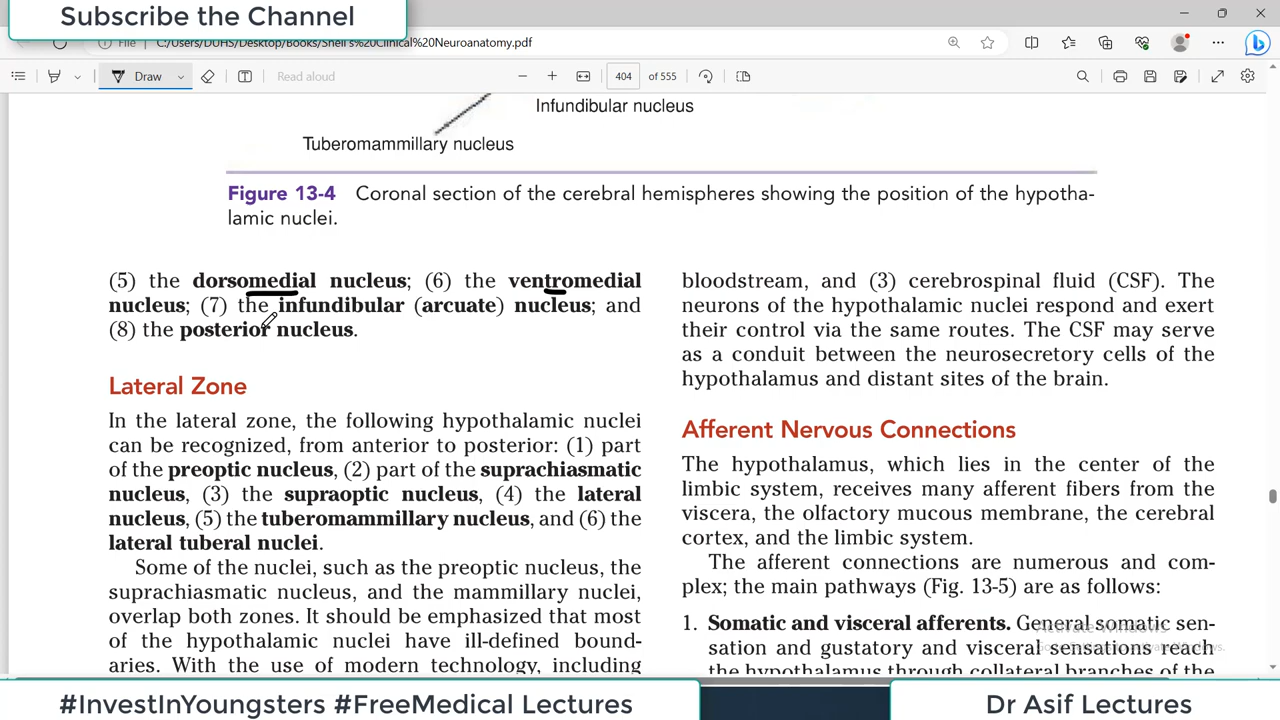 Subscribe the Channel
File
C:/Users/DUHS/Desktop/Books/Snell's%20Clinical%20Neuroanatomy.pdf
Draw
Read aloud
404
of 555
Infundibular nucleus
Tuberomammillary nucleus
Figure 13-4 Coronal section of the cerebral hemispheres showing the position of the hypotha-
lamic nuclei.
(5) the dorsomedial nucleus; (6) the ventromedial
nucleus; (7) the infundibular (arcuate) nucleus; and
(8) the posterior nucleus.
Lateral Zone
In the lateral zone, the following hypothalamic nuclei
can be recognized, from anterior to posterior: (1) part
of the preoptic nucleus, (2) part of the suprachiasmatic
nucleus, (3) the supraoptic nucleus, (4) the lateral
nucleus, (5) the tuberomammillary nucleus, and (6) the
lateral tuberal nuclei.
Some of the nuclei, such as the preoptic nucleus, the
suprachiasmatic nucleus, and the mammillary nuclei,
overlap both zones. It should be emphasized that most
of the hypothalamic nuclei have ill-defined bound-
aries. With the use of modern technology, including
bloodstream, and (3) cerebrospinal fluid (CSF). The
neurons of the hypothalamic nuclei respond and exert
their control via the same routes. The CSF may serve
as a conduit between the neurosecretory cells of the
hypothalamus and distant sites of the brain.
Afferent Nervous Connections
The hypothalamus, which lies in the center of the
limbic system, receives many afferent fibers from the
viscera, the olfactory mucous membrane, the cerebral
cortex, and the limbic system.
The afferent connections are numerous and com-
plex; the main pathways (Fig. 13-5) are as follows:
1. Somatic and visceral afferents. General somatic sen-
sation and gustatory and visceral sensations reach
the hypothalamus through collateral branches of the
Activate Windows
#InvestInYoungsters #FreeMedical Lectures
Dr Asif Lectures